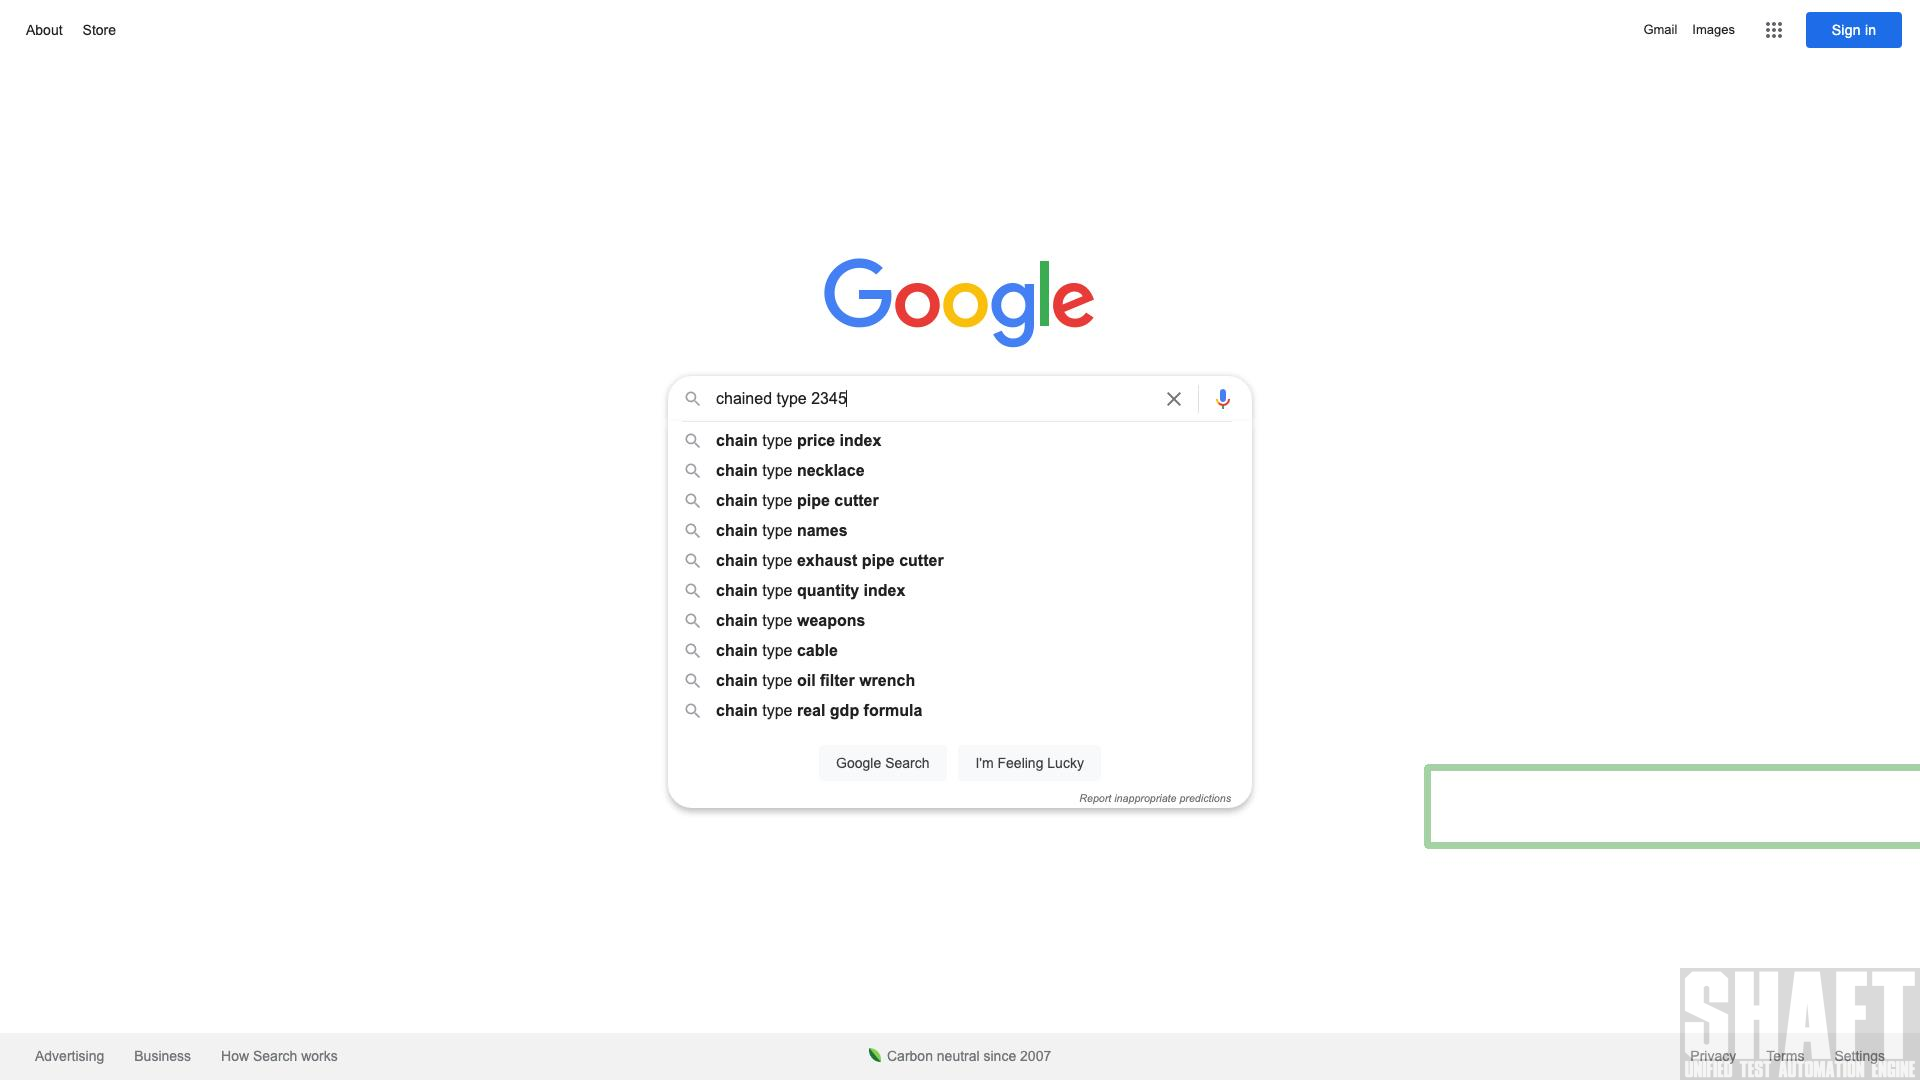 About Store
Gmail Images Sign in
Google
chained type 2345
chain type price index
chain type necklace
chain type pipe cutter
chain type names
chain type exhaust pipe cutter
chain type quantity index
chain type weapons
chain type cable
chain type oil filter wrench
chain type real gdp formula
Google Search I'm Feeling Lucky
Report inappropriate predictions
SHAFT
Advertising Business How Search works Carbon neutral since 2007 Privacy Terms Settings
UNIFIED TEST AUTOMATION ENGINE